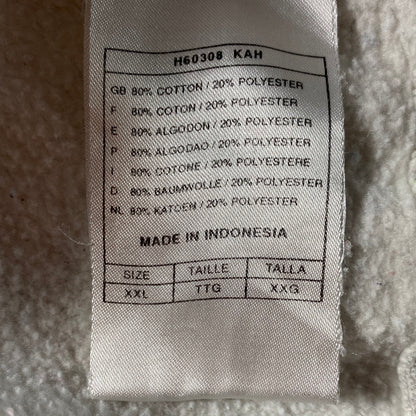 H60308 KAH
GB 80% COTTON / 20% POLYESTER
F 80% COTON / 20% POLYESTER
E 80% ALGODON / 20% POLYESTER
P 80% ALGODAO / 20% POLYESTER
I 80% COTONE / 20% POLIESTERE
D 80% BAUMWOLLE / 20% POLYESTER
NL 80% KATOEN / 20% POLYESTER
MADE IN INDONESIA
SIZE TAILLE TALLA
XXL TTG XXG